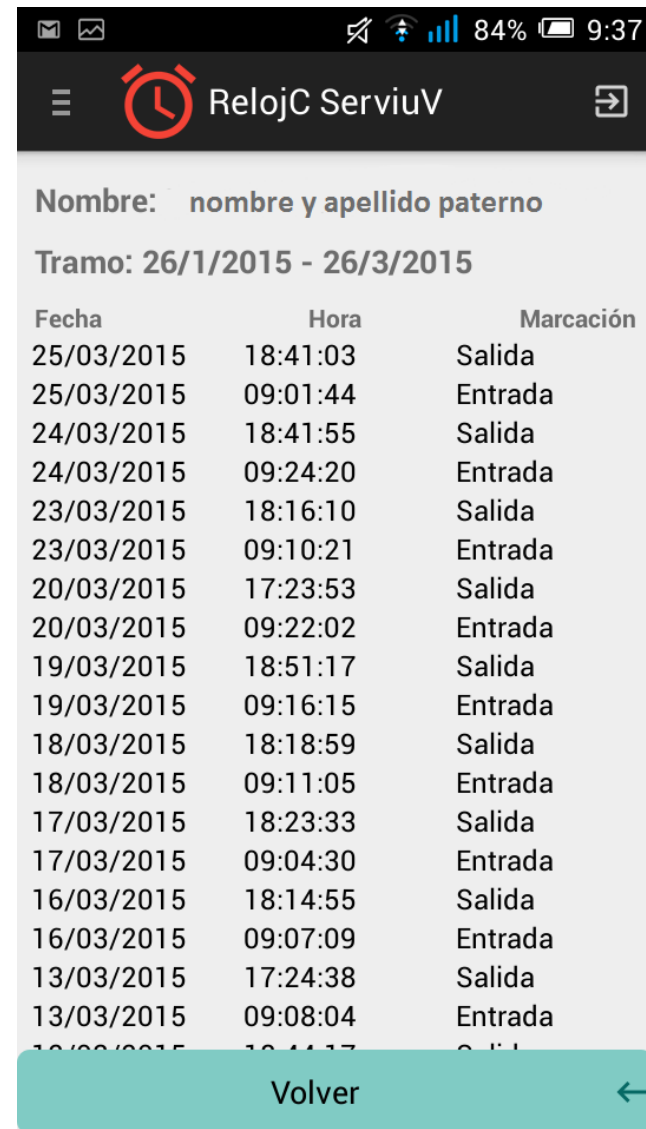 84% 9:37
RelojC ServiuV
Nombre: nombre y apellido paterno
Tramo: 26/1/2015 - 26/3/2015
Fecha Hora Marcación
25/03/2015 18:41:03 Salida
25/03/2015 09:01:44 Entrada
24/03/2015 18:41:55 Salida
24/03/2015 09:24:20 Entrada
23/03/2015 18:16:10 Salida
23/03/2015 09:10:21 Entrada
20/03/2015 17:23:53 Salida
20/03/2015 09:22:02 Entrada
19/03/2015 18:51:17 Salida
19/03/2015 09:16:15 Entrada
18/03/2015 18:18:59 Salida
18/03/2015 09:11:05 Entrada
17/03/2015 18:23:33 Salida
17/03/2015 09:04:30 Entrada
16/03/2015 18:14:55 Salida
16/03/2015 09:07:09 Entrada
13/03/2015 17:24:38 Salida
13/03/2015 09:08:04 Entrada
Volver